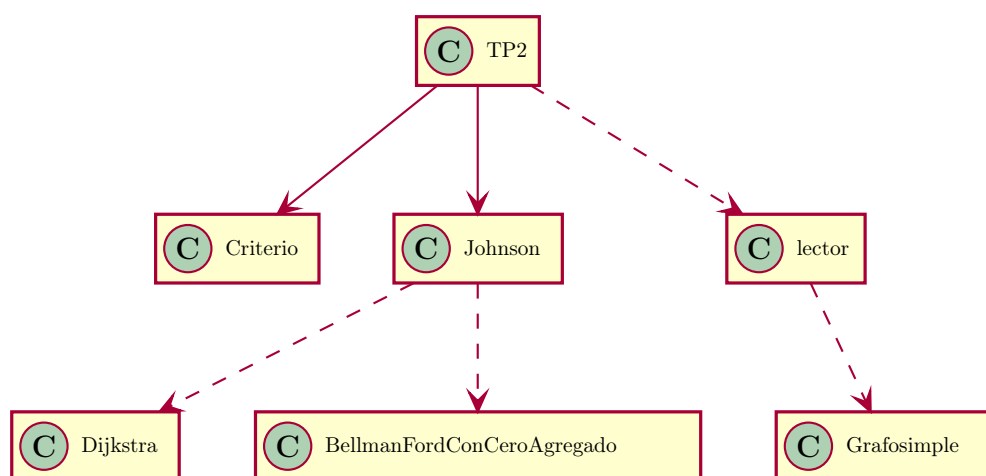 C TP2
C Criterio
C Johnson
C lector
C Dijkstra
C BellmanFordConCeroAgregado
C Grafosimple